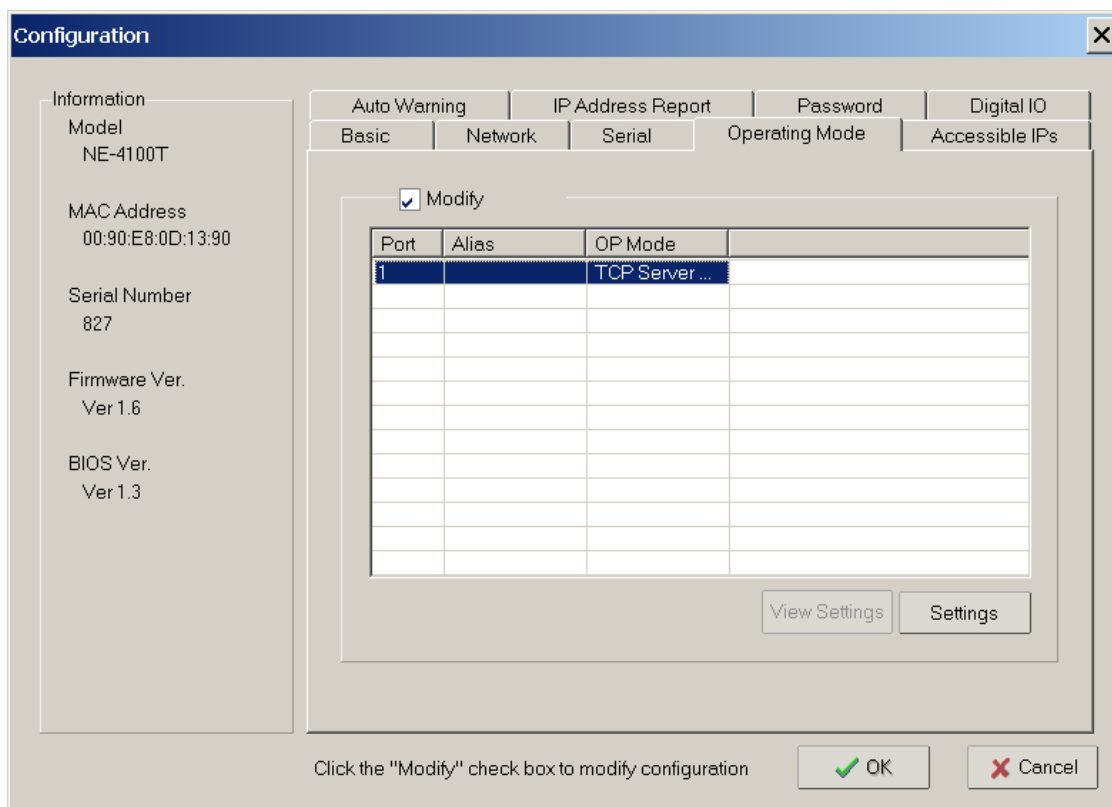 Configuration
Information
Model
NE-4100T
MAC Address
00:90:E8:0D:13:90
Serial Number
827
Firmware Ver.
Ver 1.6
BIOS Ver.
Ver 1.3
Auto Warning IP Address Report Password Digital IO
Basic Network Serial Operating Mode Accessible IPs
Modify
Port Alias OP Mode
1 TCP Server ...
View Settings Settings
Click the "Modify" check box to modify configuration
OK Cancel